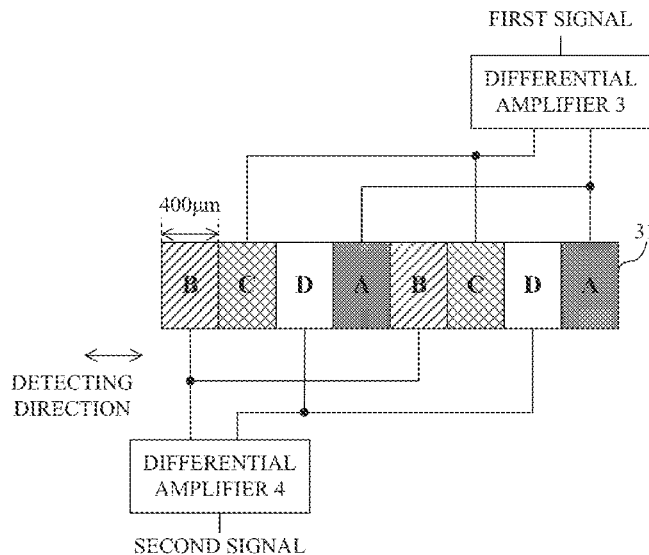 FIRST SIGNAL
DIFFERENTIAL
AMPLIFIER 3
400μm
B C D A B C D A
DETECTING
DIRECTION
DIFFERENTIAL
AMPLIFIER 4
SECOND SIGNAL